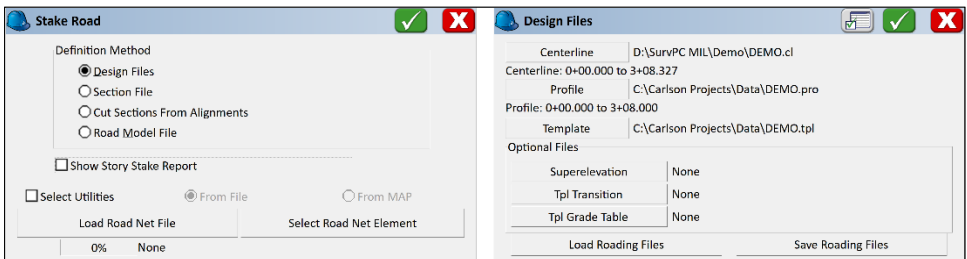 Stake Road
Definition Method
Design Files
Section File
Cut Sections From Alignments
Road Model File
Show Story Stake Report
Select Utilities From File From MAP
Load Road Net File Select Road Net Element
0% None
Design Files
Centerline D:\SurvPC MIL\Demo\DEMO.cl
Centerline: 0+00.000 to 3+08.327
Profile C:\Carlson Projects\Data\DEMO.pro
Profile: 0+00.000 to 3+08.000
Template C:\Carlson Projects\Data\DEMO.tpl
Optional Files
Superelevation None
Tpl Transition None
Tpl Grade Table None
Load Roading Files Save Roading Files